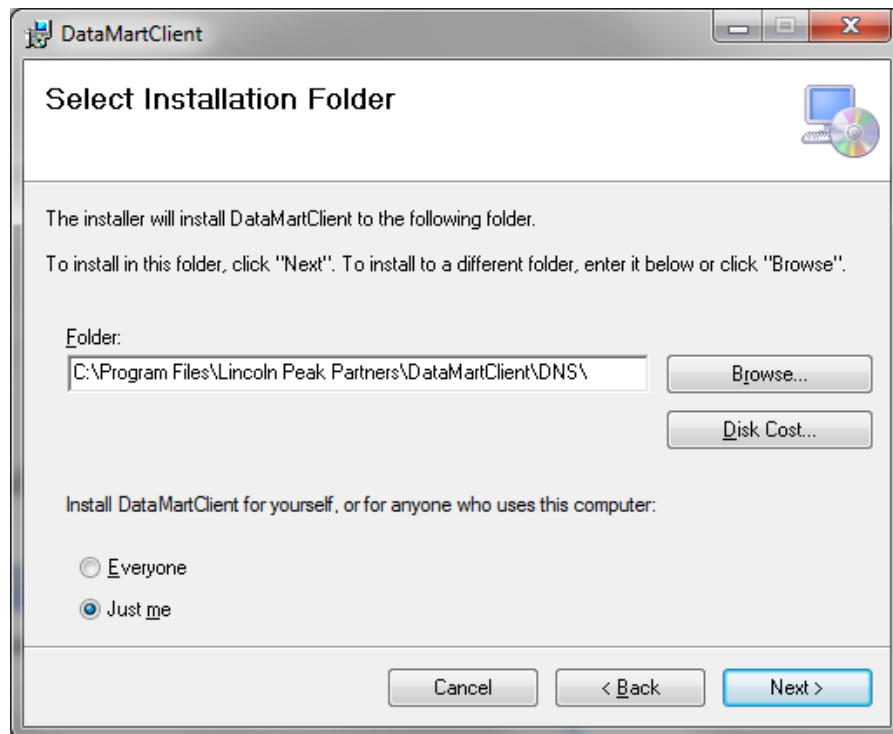 DataMartClient
Select Installation Folder
The installer will install DataMartClient to the following folder.
To install in this folder, click "Next". To install to a different folder, enter it below or click "Browse".
Folder:
C:\Program Files\Lincoln Peak Partners\DataMartClient\DNS\
Browse...
Disk Cost...
Install DataMartClient for yourself, or for anyone who uses this computer:
Everyone
Just me
Cancel
< Back
Next >